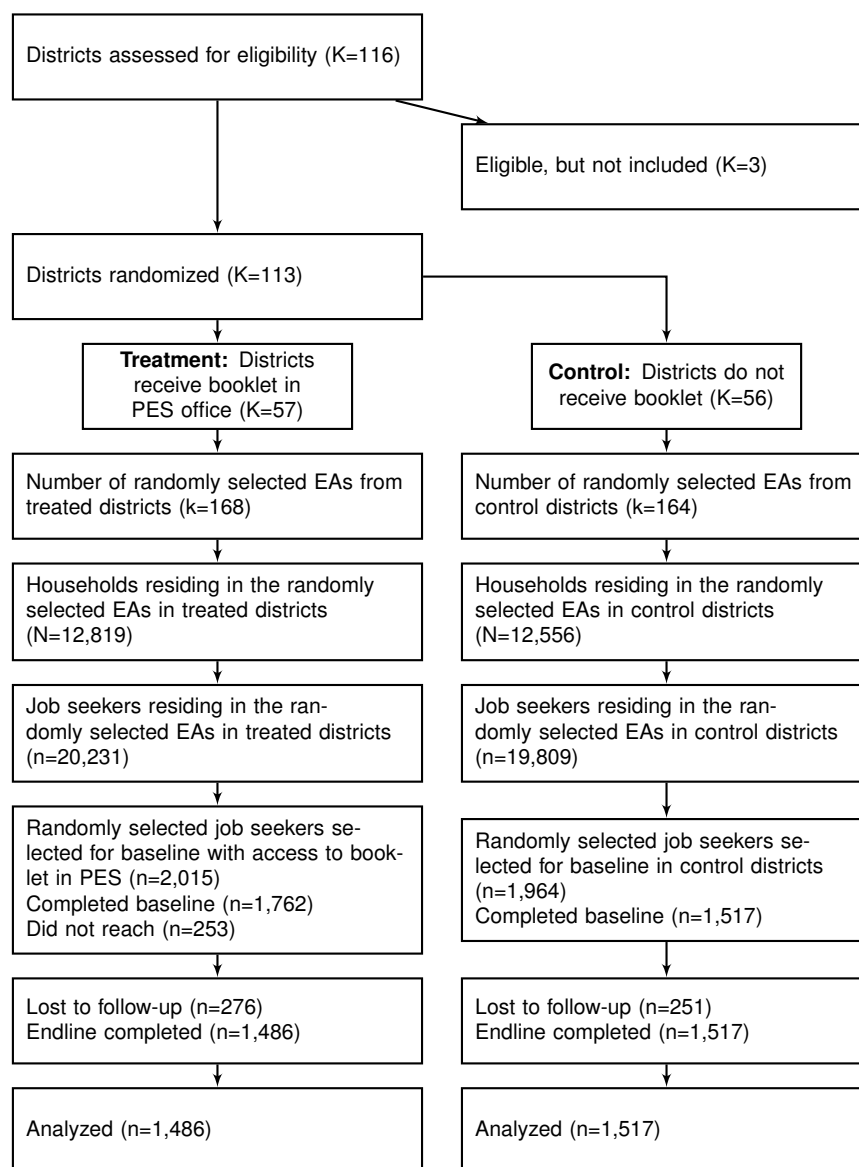 Districts assessed for eligibility (K=116)
Eligible, but not included (K=3)
Districts randomized (K=113)
Treatment: Districts
receive booklet in
PES office (K=57)
Control: Districts do not
receive booklet (K=56)
Number of randomly selected EAs from
treated districts (k=168)
Number of randomly selected EAs from
control districts (k=164)
Households residing in the randomly
selected EAs in treated districts
(N=12,819)
Households residing in the randomly
selected EAs in control districts
(N=12,556)
Job seekers residing in the ran-
domly selected EAs in treated districts
(n=20,231)
Job seekers residing in the ran-
domly selected EAs in control districts
(n=19,809)
Randomly selected job seekers se-
lected for baseline with access to book-
let in PES (n=2,015)
Completed baseline (n=1,762)
Did not reach (n=253)
Randomly selected job seekers se-
lected for baseline in control districts
(n=1,964)
Completed baseline (n=1,517)
Lost to follow-up (n=276)
Endline completed (n=1,486)
Lost to follow-up (n=251)
Endline completed (n=1,517)
Analyzed (n=1,486)
Analyzed (n=1,517)